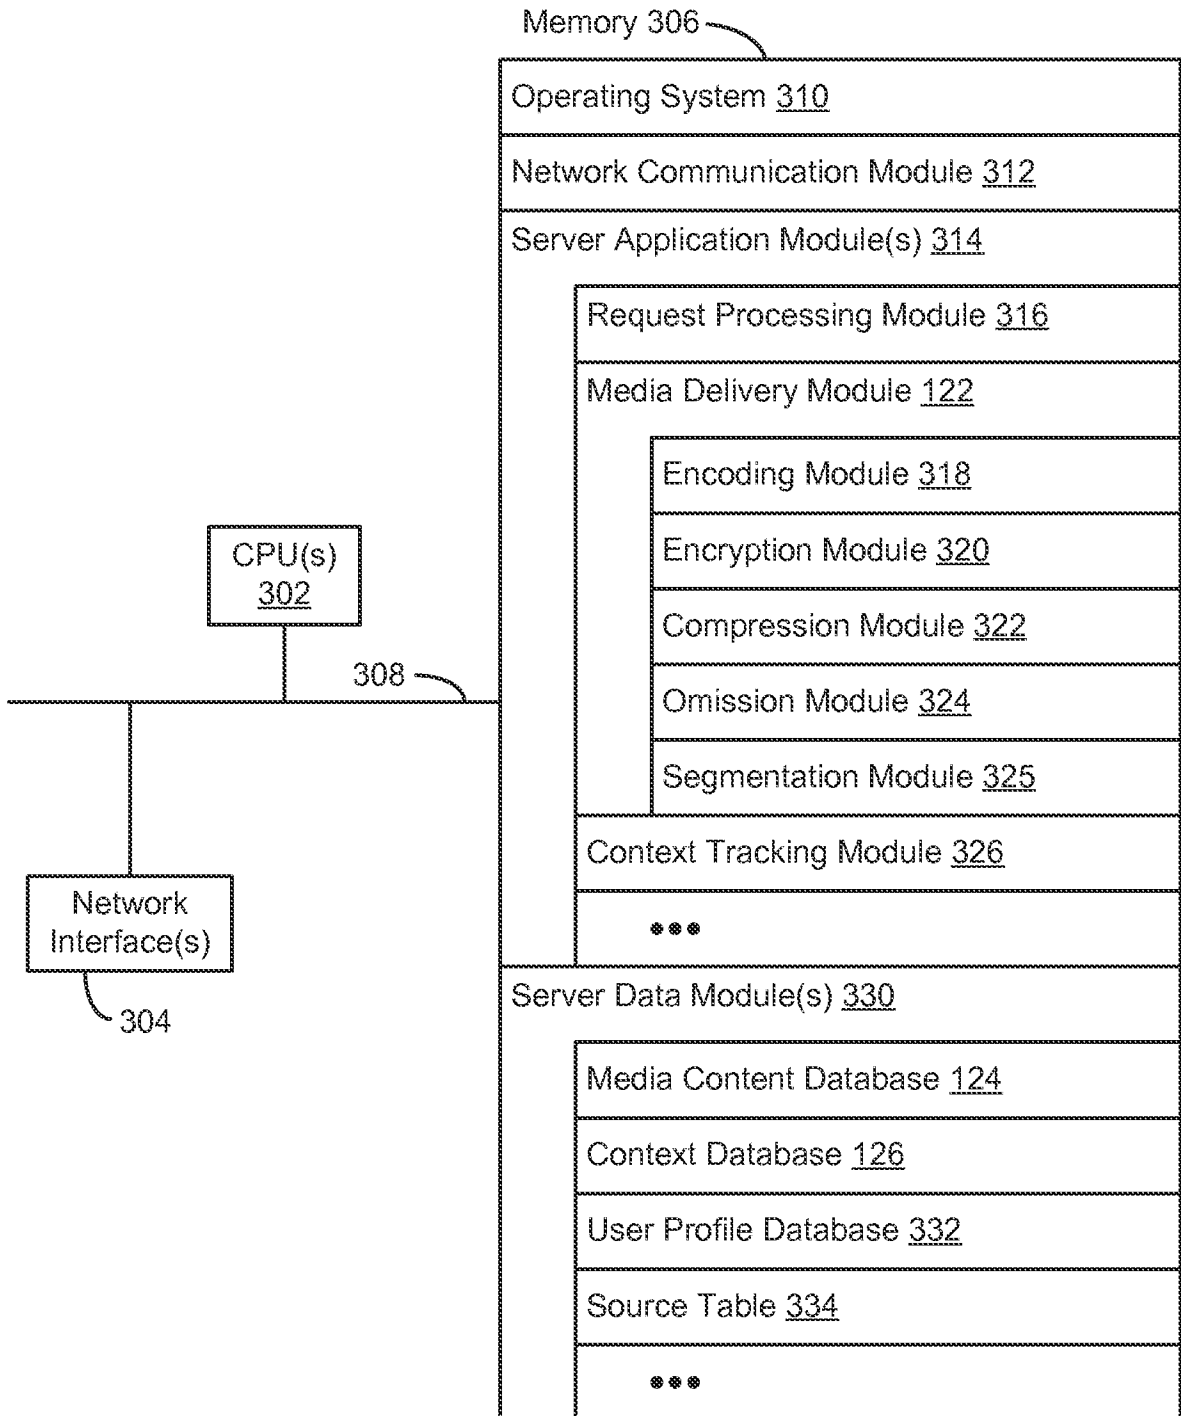 Memory 306
Operating System 310
Network Communication Module 312
Server Application Module(s) 314
Request Processing Module 316
Media Delivery Module 122
Encoding Module 318
Encryption Module 320
Compression Module 322
Omission Module 324
Segmentation Module 325
Context Tracking Module 326
•••
Server Data Module(s) 330
Media Content Database 124
Context Database 126
User Profile Database 332
Source Table 334
•••
CPU(s)
302
308
Network
Interface(s)
304